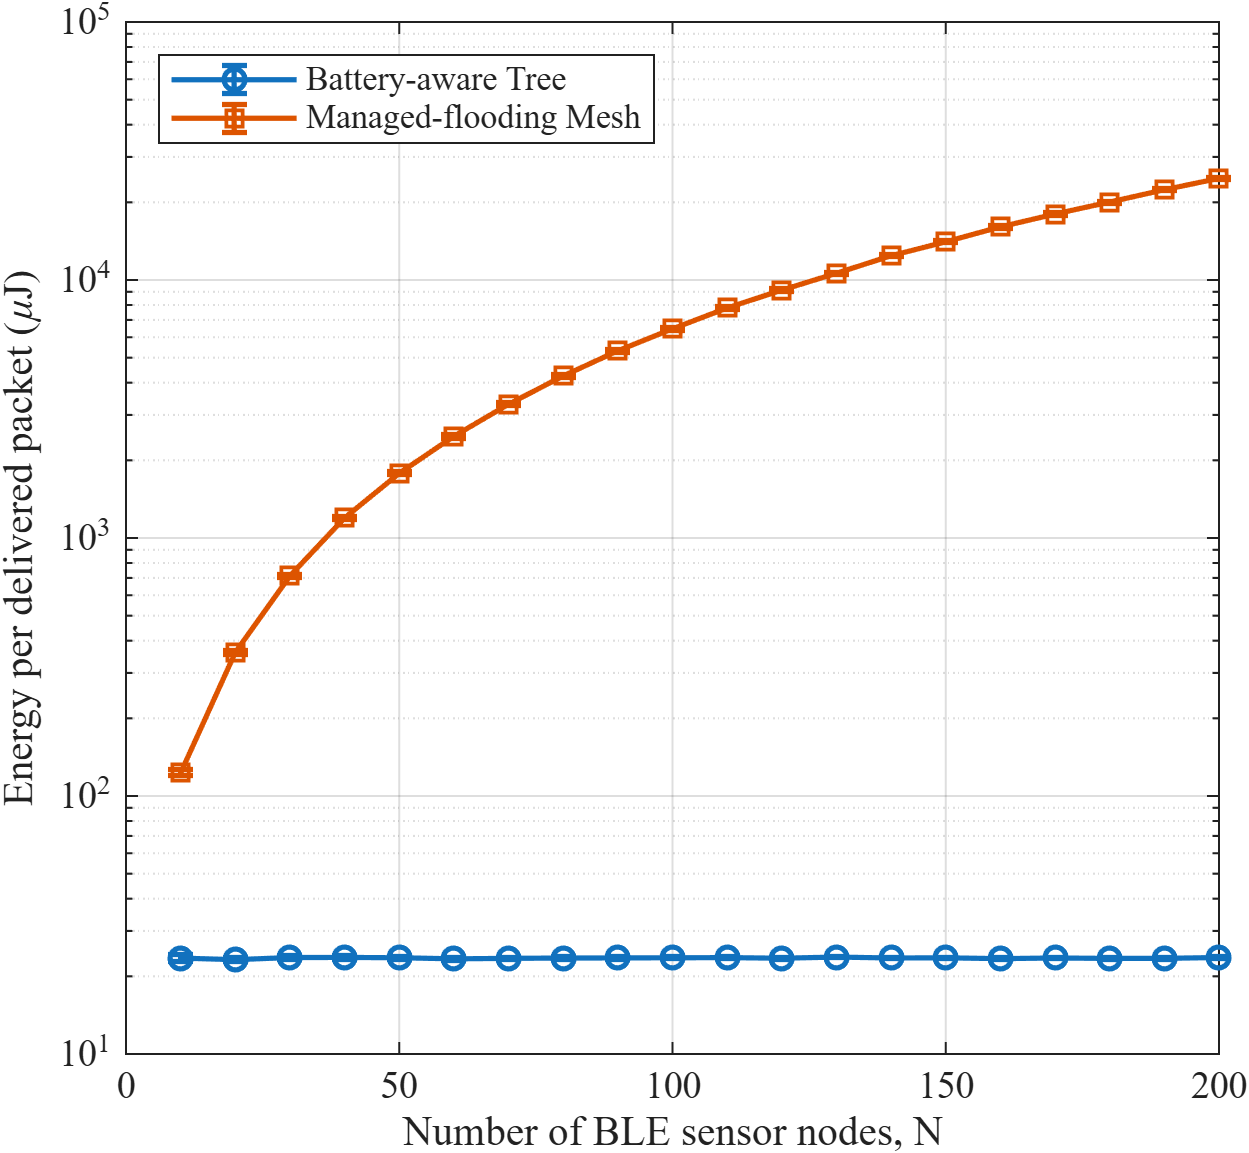 10^5
Battery-aware Tree
Managed-flooding Mesh
10^4
Energy per delivered packet (μJ)
10^3
10^2
10^1
0 50 100 150 200
Number of BLE sensor nodes, N